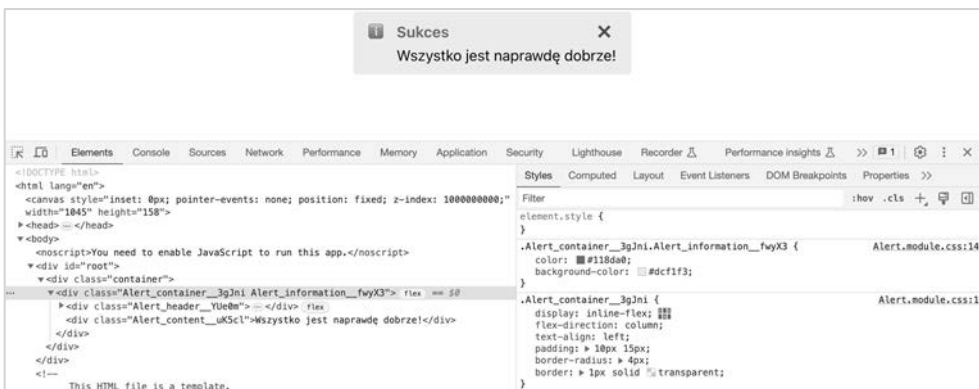 Sukces ✕
Wszystko jest naprawdę dobrze!
Elements Console Sources Network Performance Memory Application Security Lighthouse Recorder Performance insights >> 1
<!DOCTYPE html>
<html lang="en">
<canvas style="inset: 0px; pointer-events: none; position: fixed; z-index: 1000000000;"
width="1045" height="158">
<head>…</head>
<body>
<noscript>You need to enable JavaScript to run this app.</noscript>
<div id="root">
<div class="container">
<div class="Alert_container__3gJni Alert_information__fwyX3"> flex == $0
<div class="Alert_header__YUe0m">…</div> flex
<div class="Alert_content__uK5cl">Wszystko jest naprawdę dobrze!</div>
</div>
</div>
</div>
<!--
This HTML file is a template.
Styles Computed Layout Event Listeners DOM Breakpoints Properties >>
Filter :hov .cls +
element.style {
}
.Alert_container__3gJni.Alert_information__fwyX3 { Alert.module.css:14
color: #118da0;
background-color: #dcf1f3;
}
.Alert_container__3gJni { Alert.module.css:1
display: inline-flex;
flex-direction: column;
text-align: left;
padding: ▶ 10px 15px;
border-radius: ▶ 4px;
border: ▶ 1px solid transparent;
}